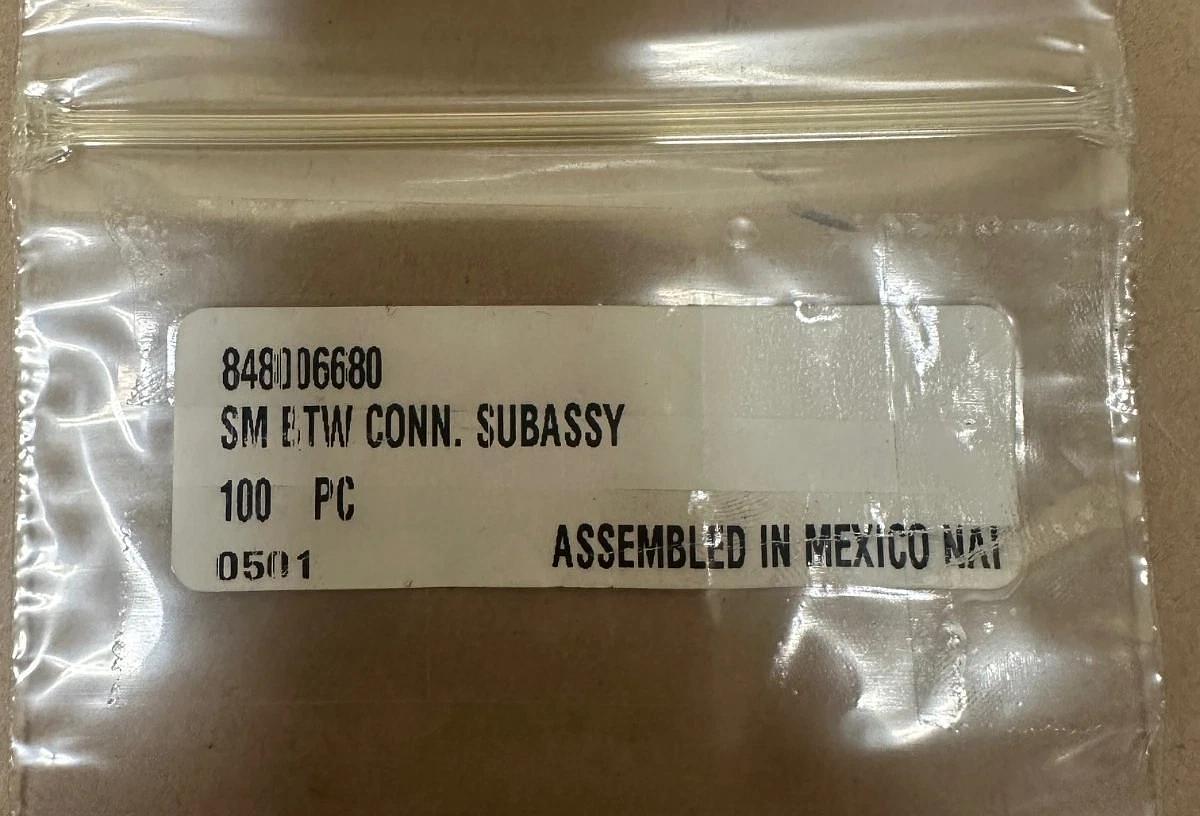 848006680
SM BTW CONN. SUBASSY
100 PC
0501
ASSEMBLED IN MEXICO NAI